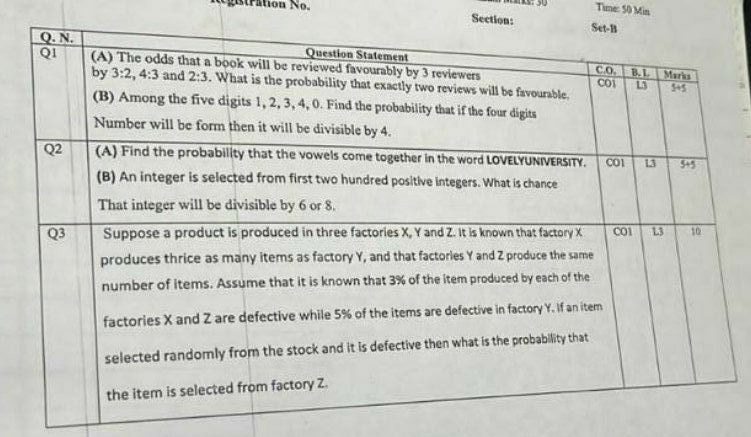 Registration No.
Section:
Time: 50 Min
Set-B
Q. N. Question Statement C.O. B.L Marks
Q1 (A) The odds that a book will be reviewed favourably by 3 reviewers CO1 L3 5+5
by 3:2, 4:3 and 2:3. What is the probability that exactly two reviews will be favourable.
(B) Among the five digits 1, 2, 3, 4, 0. Find the probability that if the four digits
Number will be form then it will be divisible by 4.
Q2 (A) Find the probability that the vowels come together in the word LOVELYUNIVERSITY. CO1 L3 5+5
(B) An integer is selected from first two hundred positive integers. What is chance
That integer will be divisible by 6 or 8.
Q3 Suppose a product is produced in three factories X, Y and Z. It is known that factory X CO1 L3 10
produces thrice as many items as factory Y, and that factories Y and Z produce the same
number of items. Assume that it is known that 3% of the item produced by each of the
factories X and Z are defective while 5% of the items are defective in factory Y. If an item
selected randomly from the stock and it is defective then what is the probability that
the item is selected from factory Z.